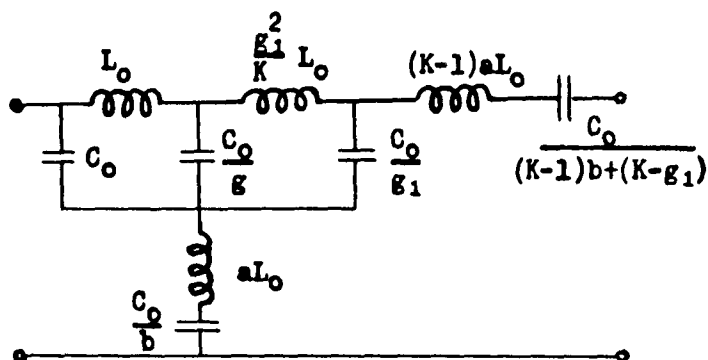 L₀
g₁²/K L₀
(K-1)aL₀
C₀
C₀/g
C₀/g₁
C₀/((K-1)b+(K-g₁))
aL₀
C₀/b